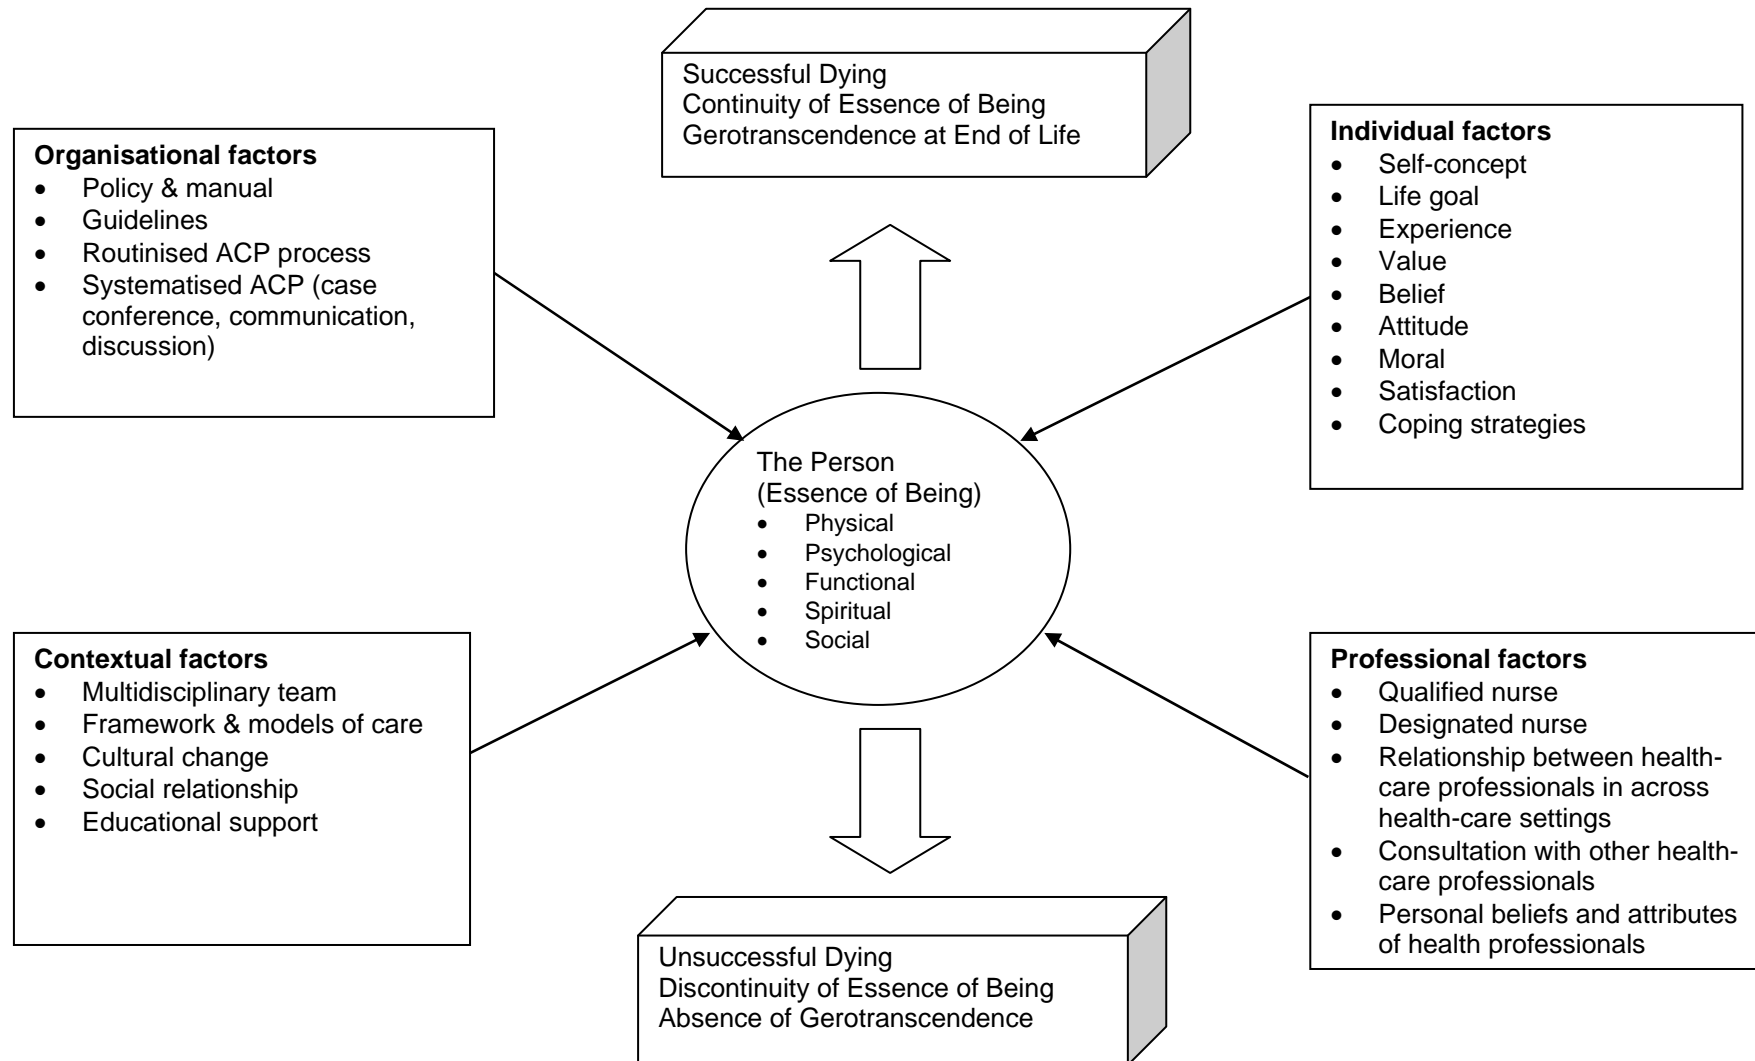 Successful Dying
Continuity of Essence of Being
Gerotranscendence at End of Life
Organisational factors
• Policy & manual
• Guidelines
• Routinised ACP process
• Systematised ACP (case
conference, communication,
discussion)
Individual factors
• Self-concept
• Life goal
• Experience
• Value
• Belief
• Attitude
• Moral
• Satisfaction
• Coping strategies
The Person
(Essence of Being)
• Physical
• Psychological
• Functional
• Spiritual
• Social
Contextual factors
• Multidisciplinary team
• Framework & models of care
• Cultural change
• Social relationship
• Educational support
Professional factors
• Qualified nurse
• Designated nurse
• Relationship between health-
care professionals in across
health-care settings
• Consultation with other health-
care professionals
• Personal beliefs and attributes
of health professionals
Unsuccessful Dying
Discontinuity of Essence of Being
Absence of Gerotranscendence